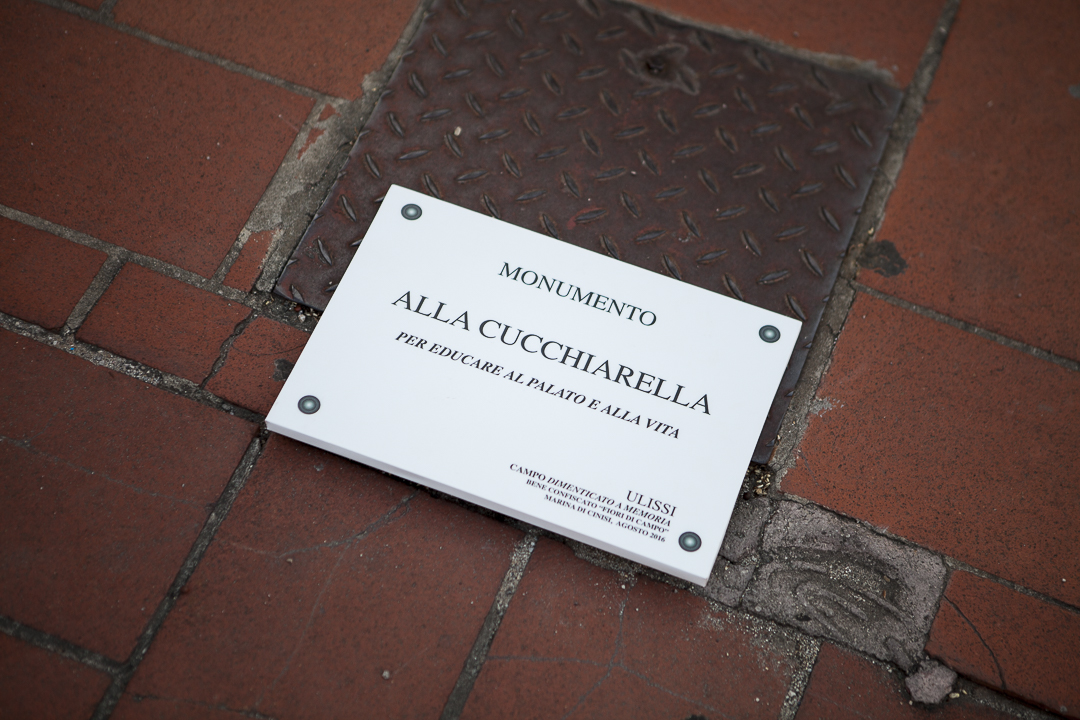 MONUMENTO
ALLA CUCCHIARELLA
PER EDUCARE AL PALATO E ALLA VITA
ULISSI
CAMPO DIMENTICATO A MEMORIA
BENE CONFISCATO "FIORI DI CAMPO"
MARINA DI CINISI, AGOSTO 2016